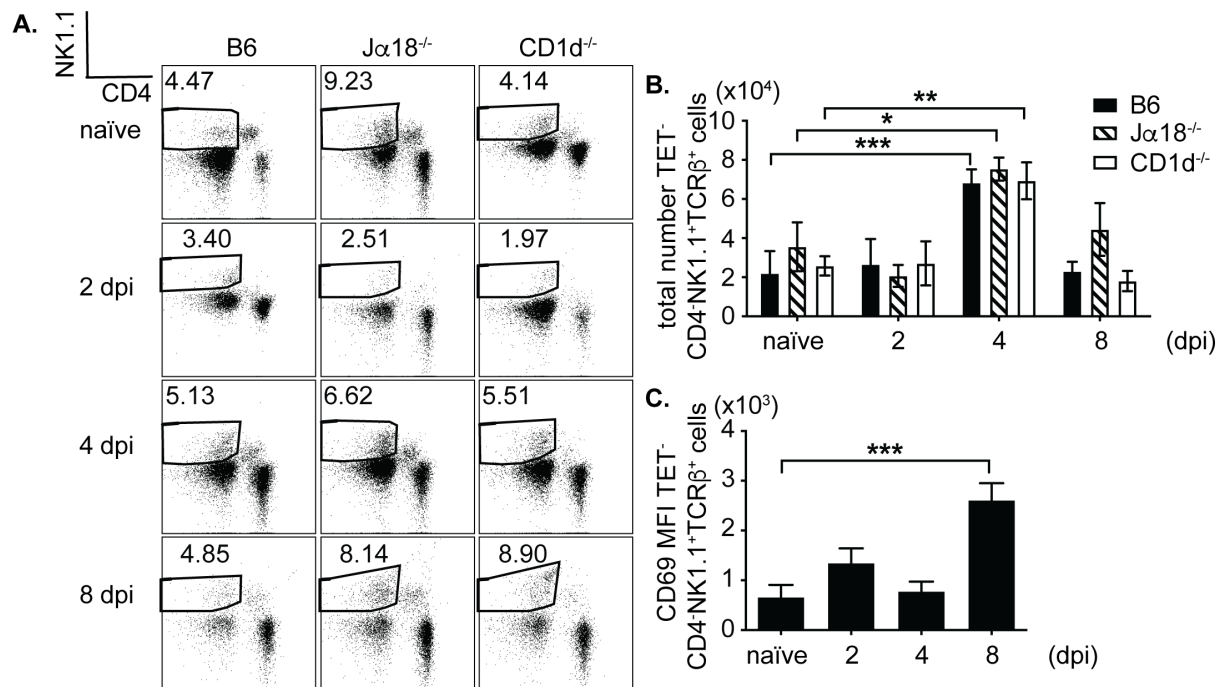 A.
NK1.1
CD4
B6
Jα18⁻/⁻
CD1d⁻/⁻
naïve
4.47
9.23
4.14
2 dpi
3.40
2.51
1.97
4 dpi
5.13
6.62
5.51
8 dpi
4.85
8.14
8.90
B.
(x10⁴)
total number TET⁻
CD4⁻NK1.1⁺TCRβ⁺ cells
10
8
6
4
2
0
**
*
***
B6
Jα18⁻/⁻
CD1d⁻/⁻
naïve
2
4
8
(dpi)
C.
(x10³)
CD69 MFI TET⁻
CD4⁻NK1.1⁺TCRβ⁺ cells
4
3
2
1
0
***
naïve
2
4
8
(dpi)